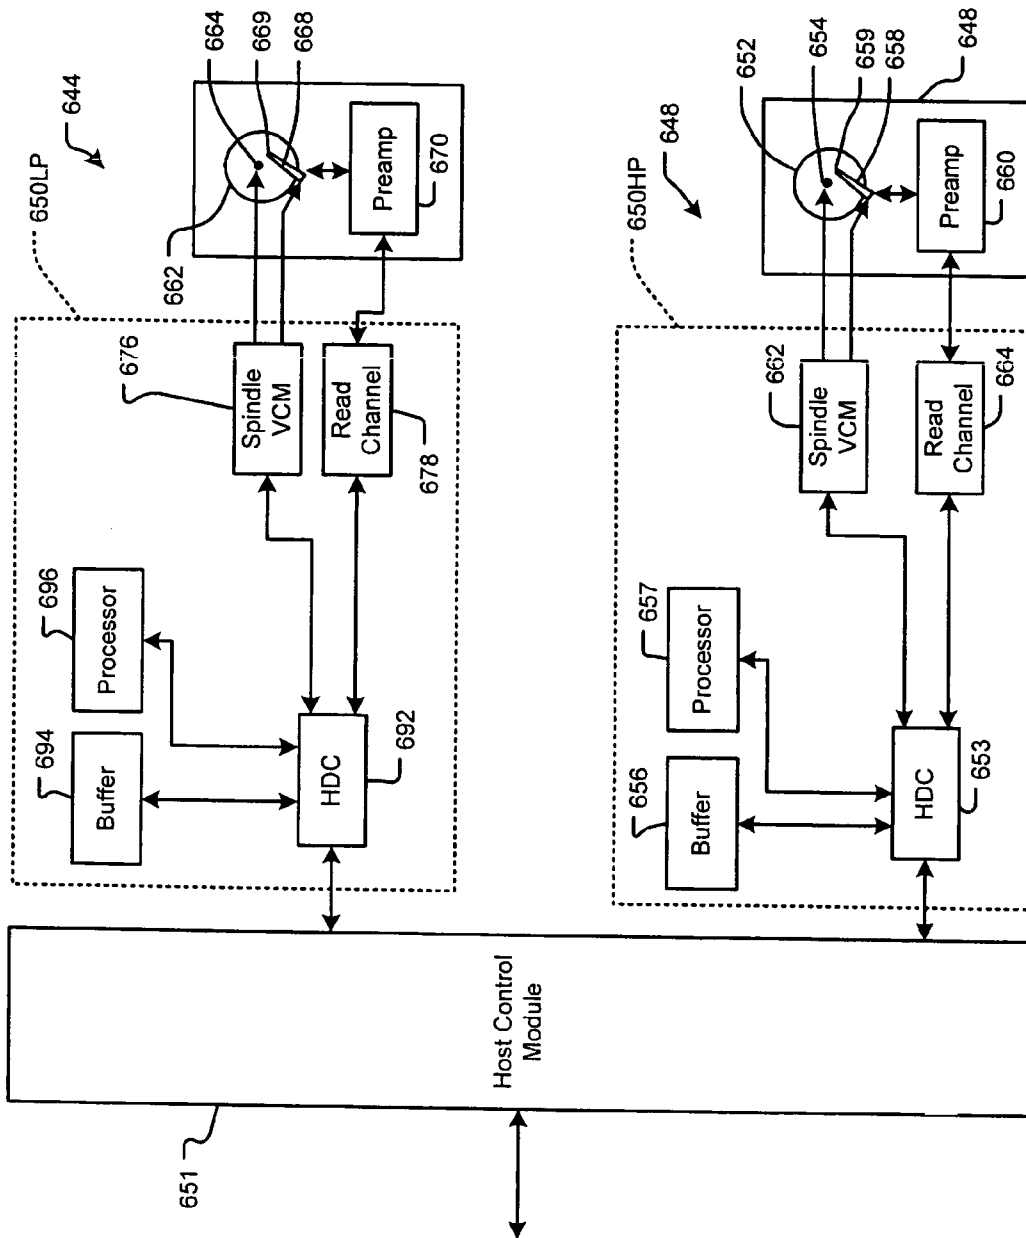 651
Host Control
Module
650LP
644
694
Buffer
696
Processor
HDC
692
676
Spindle
VCM
Read
Channel
678
662
664
669
668
Preamp
670
650HP
648
656
Buffer
657
Processor
HDC
653
662
Spindle
VCM
Read
Channel
664
652
654
659
658
648
Preamp
660